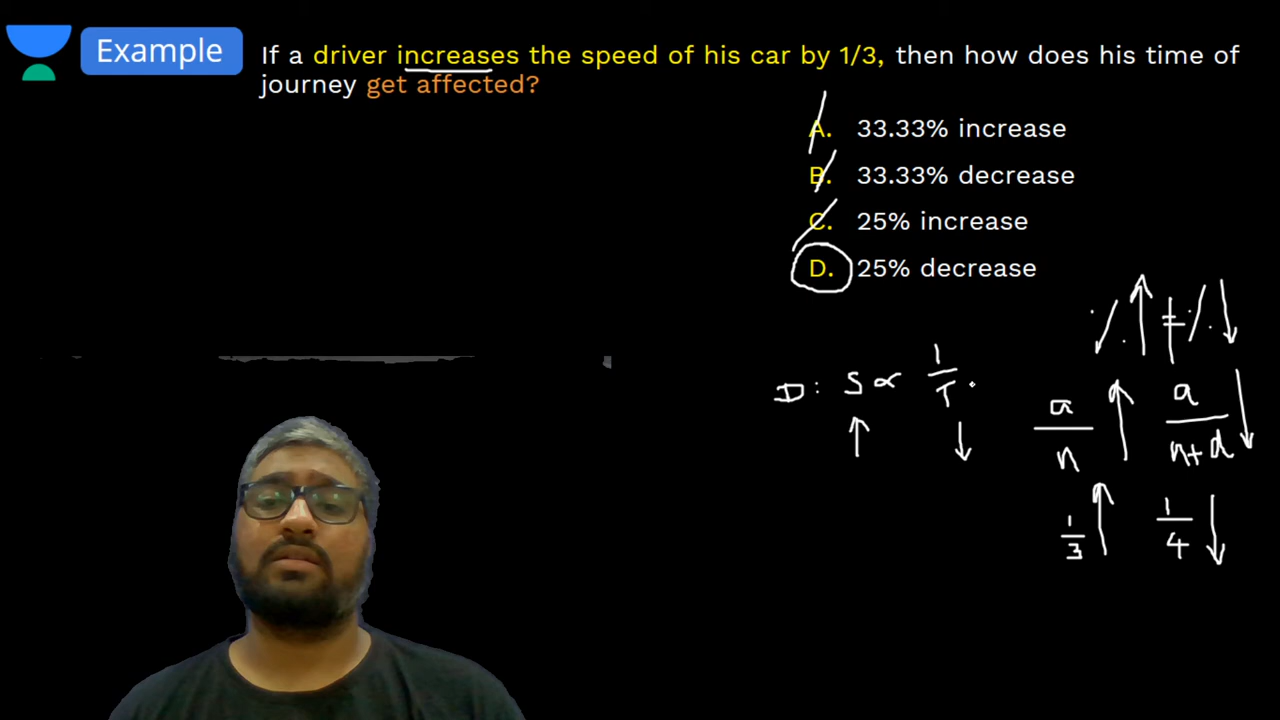 Example
If a driver increases the speed of his car by 1/3, then how does his time of
journey get affected?
A. 33.33% increase
B. 33.33% decrease
C. 25% increase
D. 25% decrease
% ↑ ≠ % ↓
D: S ∝ 1/T
↑ ↓
a/n ↑ a/n+d ↓
1/3 ↑ 1/4 ↓